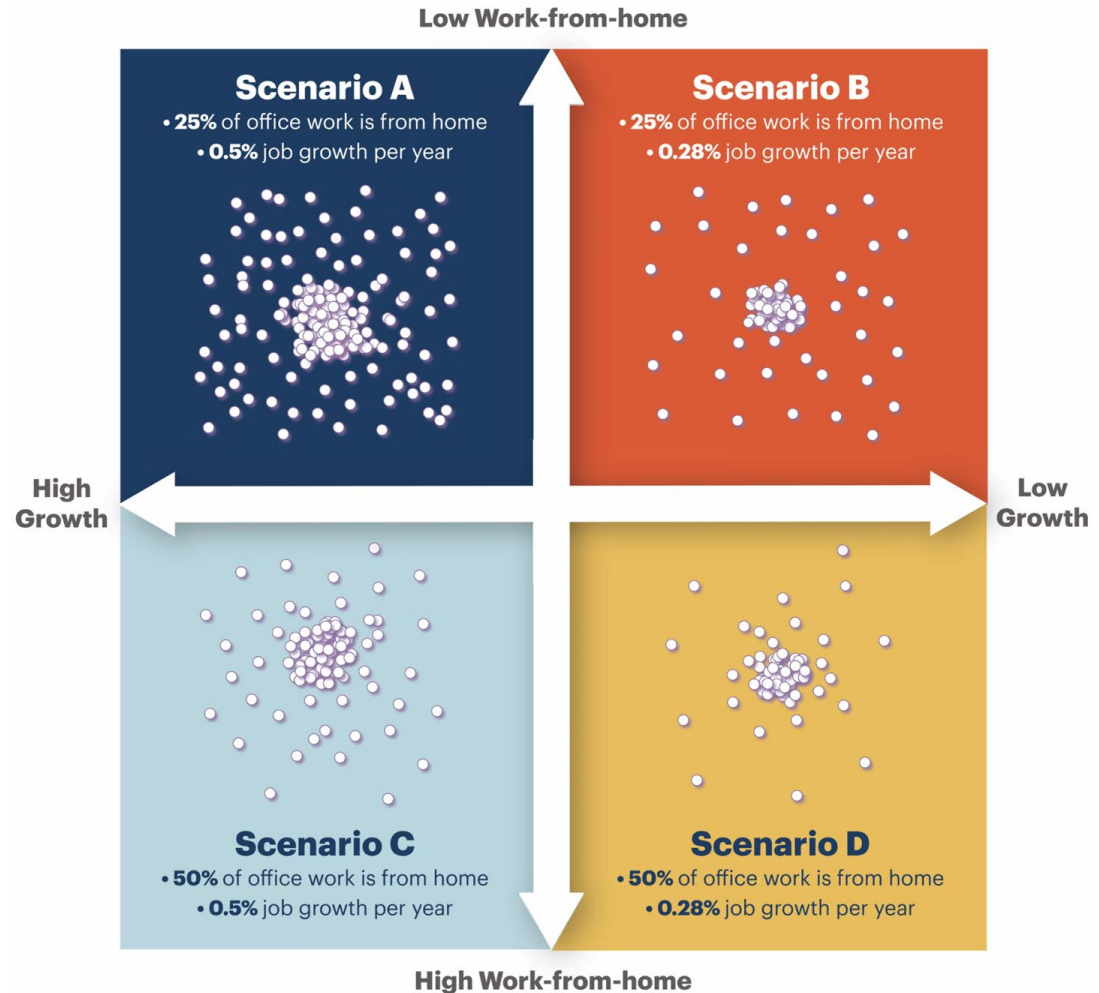 Low Work-from-home
Scenario A
• 25% of office work is from home
• 0.5% job growth per year
Scenario B
• 25% of office work is from home
• 0.28% job growth per year
High
Growth
Low
Growth
Scenario C
• 50% of office work is from home
• 0.5% job growth per year
Scenario D
• 50% of office work is from home
• 0.28% job growth per year
High Work-from-home